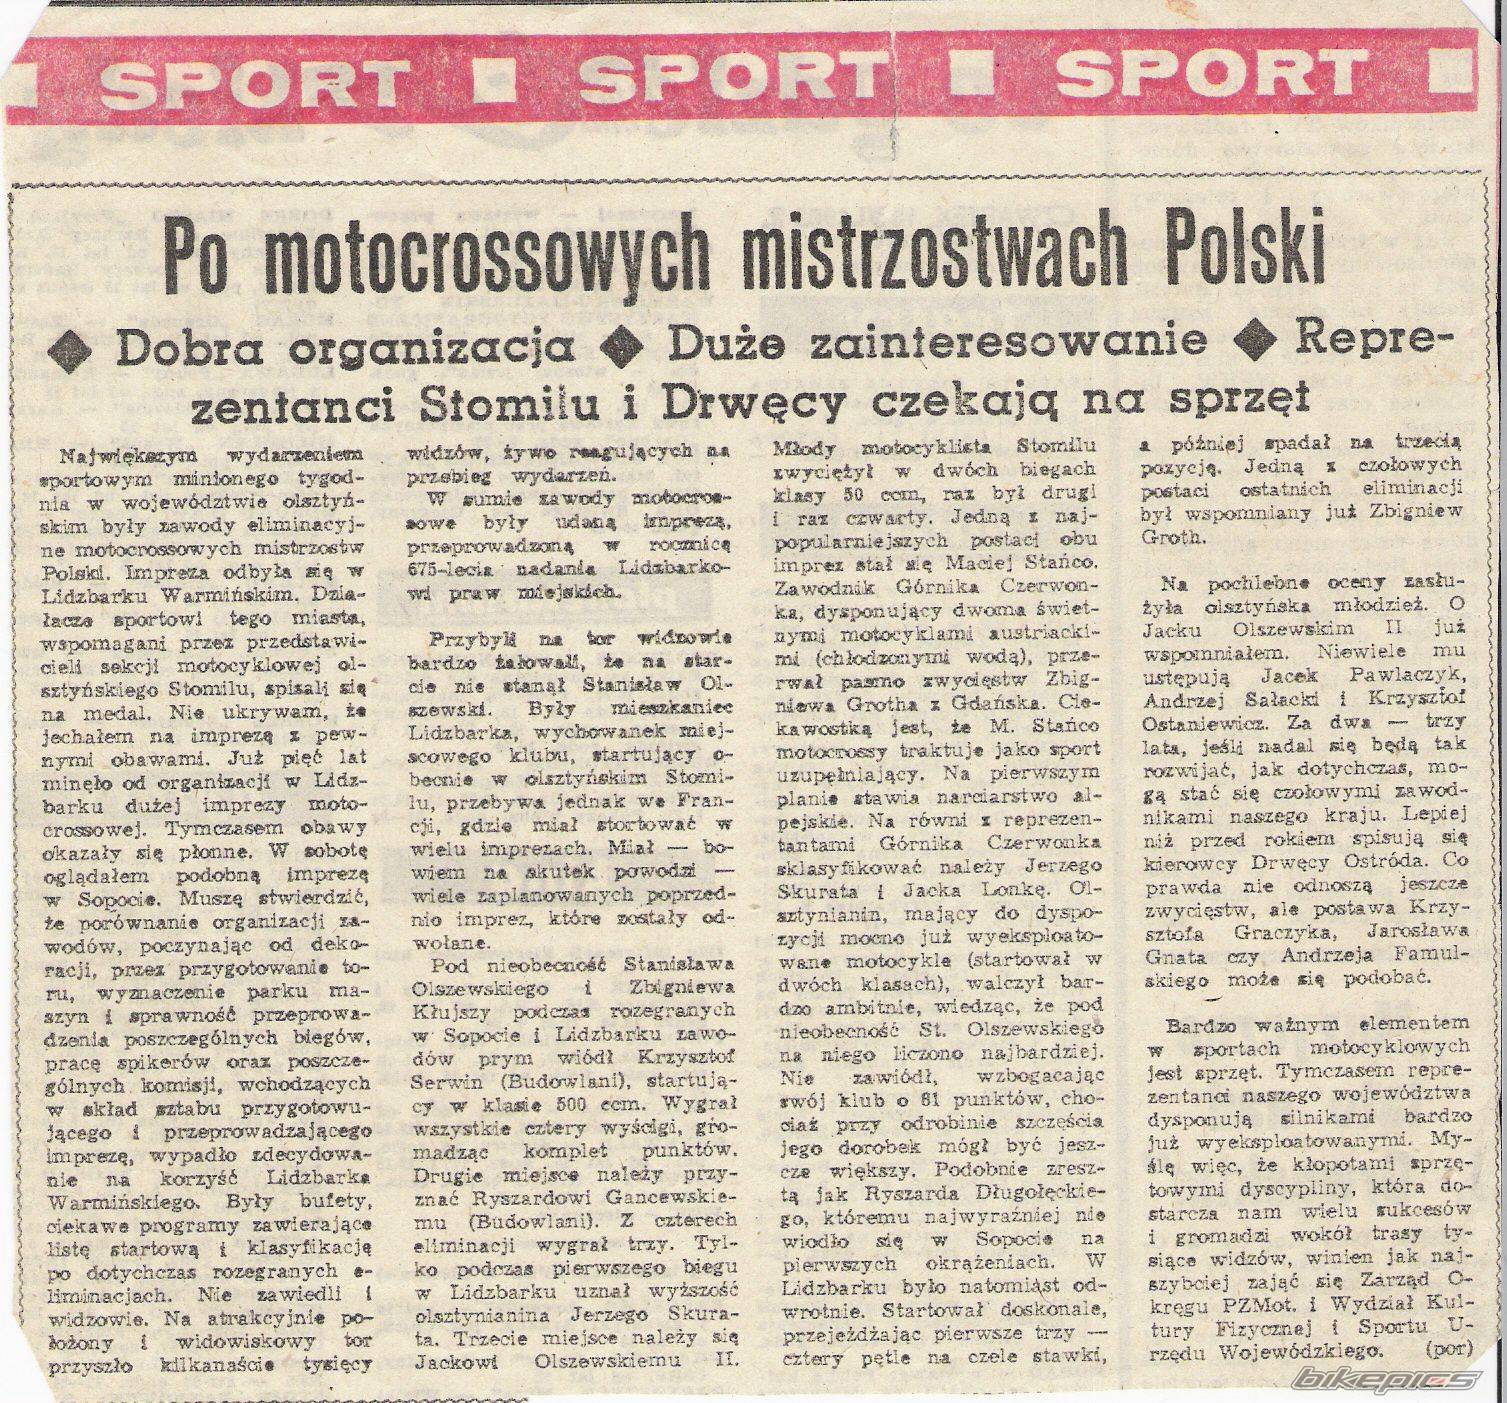 SPORT SPORT SPORT
Po motocrossowych mistrzostwach Polski
◆ Dobra organizacja ◆ Duże zainteresowanie ◆ Repre-
zentanci Stomilu i Drwęcy czekają na sprzęt
Największym wydarzeniem
sportowym minionego tygod-
nia w województwie olsztyń-
skim były zawody eliminacyj-
ne motocrossowych mistrzostw
Polski. Impreza odbyła się w
Lidzbarku Warmińskim. Dzia-
łacze sportowi tego miasta,
wspomagani przez przedstawi-
cieli sekcji motocyklowej ol-
sztyńskiego Stomilu, spisali się
na medal. Nie ukrywam, że
jechałem na imprezę z pew-
nymi obawami. Już pięć lat
minęło od organizacji w Lidz-
barku dużej imprezy moto-
crossowej. Tymczasem obawy
okazały się płonne. W sobotę
oglądałem podobną imprezę
w Sopocie. Muszę stwierdzić,
że porównanie organizacji za-
wodów, poczynając od deko-
racji, przez przygotowanie to-
ru, wyznaczenie parku ma-
szyn i sprawność przeprowa-
dzenia poszczególnych biegów,
pracę spikerów oraz poszcze-
gólnych komisji, wchodzących
w skład sztabu przygotowu-
jącego i przeprowadzającego
imprezę, wypadło zdecydowa-
nie na korzyść Lidzbarka
Warmińskiego. Były bufety,
ciekawe programy zawierające
listę startową i klasyfikację
po dotychczas rozegranych e-
liminacjach. Nie zawiedli i
widzowie. Na atrakcyjnie po-
łożony i widowiskowy tor
przyszło kilkanaście tysięcy
widzów, żywo reagujących na
przebieg wydarzeń.
W sumie zawody motocros-
sowe były udaną imprezą,
przeprowadzoną w rocznicę
675-lecia nadania Lidzbarko-
wi praw miejskich.
Przybyli na tor widzowie
bardzo żałowali, że na star-
cie nie stanął Stanisław Ol-
szewski. Były mieszkaniec
Lidzbarka, wychowanek miej-
scowego klubu, startujący o-
becnie w olsztyńskim Stomi-
lu, przebywa jednak we Fran-
cji, gdzie miał stortować w
wielu imprezach. Miał — bo-
wiem na skutek powodzi —
wiele zaplanowanych poprzed-
nio imprez, które zostały od-
wołane.
Pod nieobecność Stanisława
Olszewskiego i Zbigniewa
Kłujszy podczas rozegranych
w Sopocie i Lidzbarku zawo-
dów prym wiódł Krzysztof
Serwin (Budowlani), startują-
cy w klasie 500 ccm. Wygrał
wszystkie cztery wyścigi, gro-
madząc komplet punktów.
Drugie miejsce należy przy-
znać Ryszardowi Gancewskie-
mu (Budowlani). Z czterech
eliminacji wygrał trzy. Tyl-
ko podczas pierwszego biegu
w Lidzbarku uznał wyższość
olsztynianina Jerzego Skura-
ta. Trzecie miejsce należy się
Jackowi Olszewskiemu II.
Młody motocyklista Stomilu
zwyciężył w dwóch biegach
klasy 50 ccm, raz był drugi
i raz czwarty. Jedną z naj-
popularniejszych postaci obu
imprez stał się Maciej Stańco.
Zawodnik Górnika Czerwon-
ka, dysponujący dwoma świet-
nymi motocyklami austriacki-
mi (chłodzonymi wodą), prze-
rwał pasmo zwycięstw Zbig-
niewa Grotha z Gdańska. Cie-
kawostką jest, że M. Stańco
motocrossy traktuje jako sport
uzupełniający. Na pierwszym
planie stawia narciarstwo al-
pejskie. Na równi z reprezen-
tantami Górnika Czerwonka
sklasyfikować należy Jerzego
Skurata i Jacka Lonkę. Ol-
sztynianin, mający do dyspo-
zycji mocno już wyeksploato-
wane motocykle (startował w
dwóch klasach), walczył bar-
dzo ambitnie, wiedząc, że pod
nieobecność St. Olszewskiego
na niego liczono najbardziej.
Nie zawiódł, wzbogacając
swój klub o 81 punktów, cho-
ciaż przy odrobinie szczęścia
jego dorobek mógł być jesz-
cze większy. Podobnie zresz-
tą jak Ryszarda Długołęckie-
go, któremu najwyraźniej nie
wiodło się w Sopocie na
pierwszych okrążeniach. W
Lidzbarku było natomiast od-
wrotnie. Startował doskonale,
przejeżdżając pierwsze trzy —
cztery pętle na czele stawki,
a później spadał na trzecią
pozycję. Jedną z czołowych
postaci ostatnich eliminacji
był wspomniany już Zbigniew
Groth.
Na pochlebne oceny zasłu-
żyła olsztyńska młodzież. O
Jacku Olszewskim II już
wspomniałem. Niewiele mu
ustępują Jacek Pawlaczyk,
Andrzej Sałacki i Krzysztof
Ostaniewicz. Za dwa — trzy
lata, jeśli nadal się będą tak
rozwijać, jak dotychczas, mo-
gą stać się czołowymi zawod-
nikami naszego kraju. Lepiej
niż przed rokiem spisują się
kierowcy Drwęcy Ostróda. Co
prawda nie odnoszą jeszcze
zwycięstw, ale postawa Krzy-
sztofa Graczyka, Jarosława
Gnata czy Andrzeja Famul-
skiego może się podobać.
Bardzo ważnym elementem
w sportach motocyklowych
jest sprzęt. Tymczasem repre-
zentanci naszego województwa
dysponują silnikami bardzo
już wyeksploatowanymi. My-
ślę więc, że kłopotami sprzę-
towymi dyscypliny, która do-
starcza nam wielu sukcesów
i gromadzi wokół trasy ty-
siące widzów, winien jak naj-
szybciej zająć się Zarząd O-
kręgu PZMot. i Wydział Kul-
tury Fizycznej i Sportu U-
rzędu Wojewódzkiego. (por)
bikepics